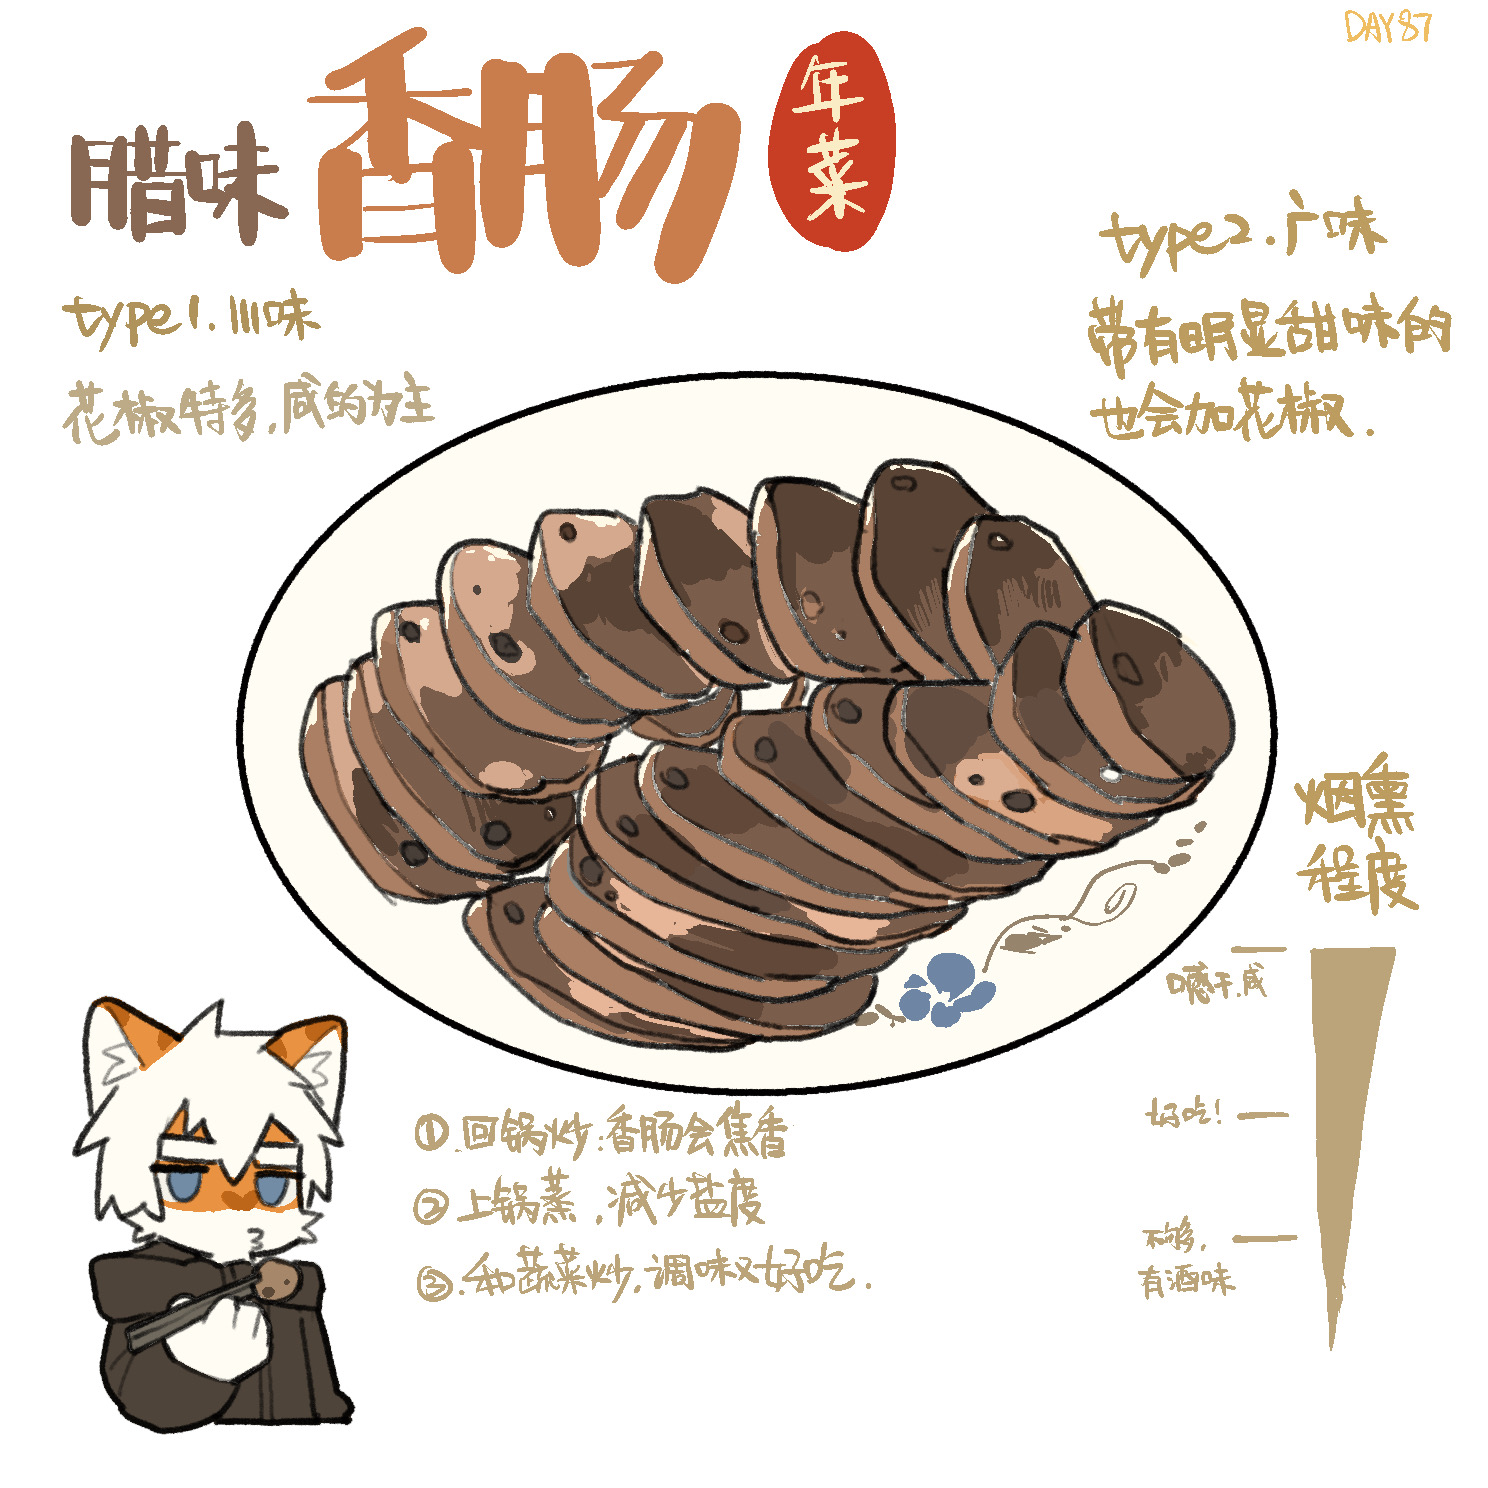 DAY 87
腊味 香肠
年菜
type1.川味
花椒特多,咸的为主
type2.广味
带有明显甜味的
也会加花椒.
烟熏
程度
嘿干.咸
好吃!
不够,
有酒味
①.回锅炒:香肠会焦香
②上锅蒸,减少盐度
③.和蔬菜炒.调味又好吃.